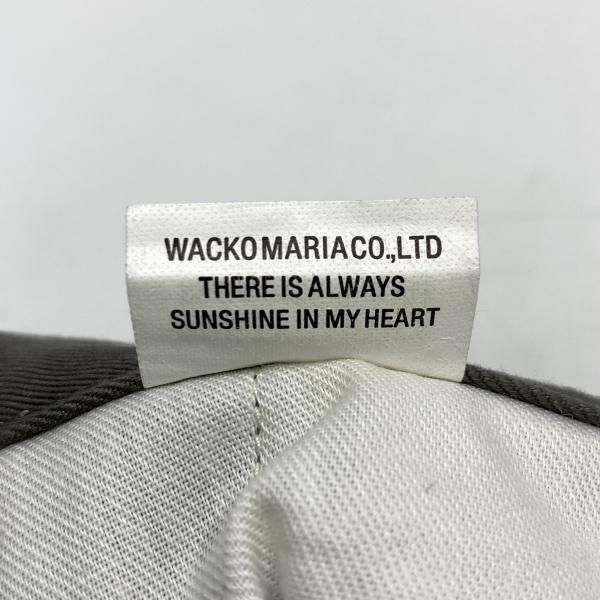 WACKO MARIA CO.,LTD
THERE IS ALWAYS
SUNSHINE IN MY HEART